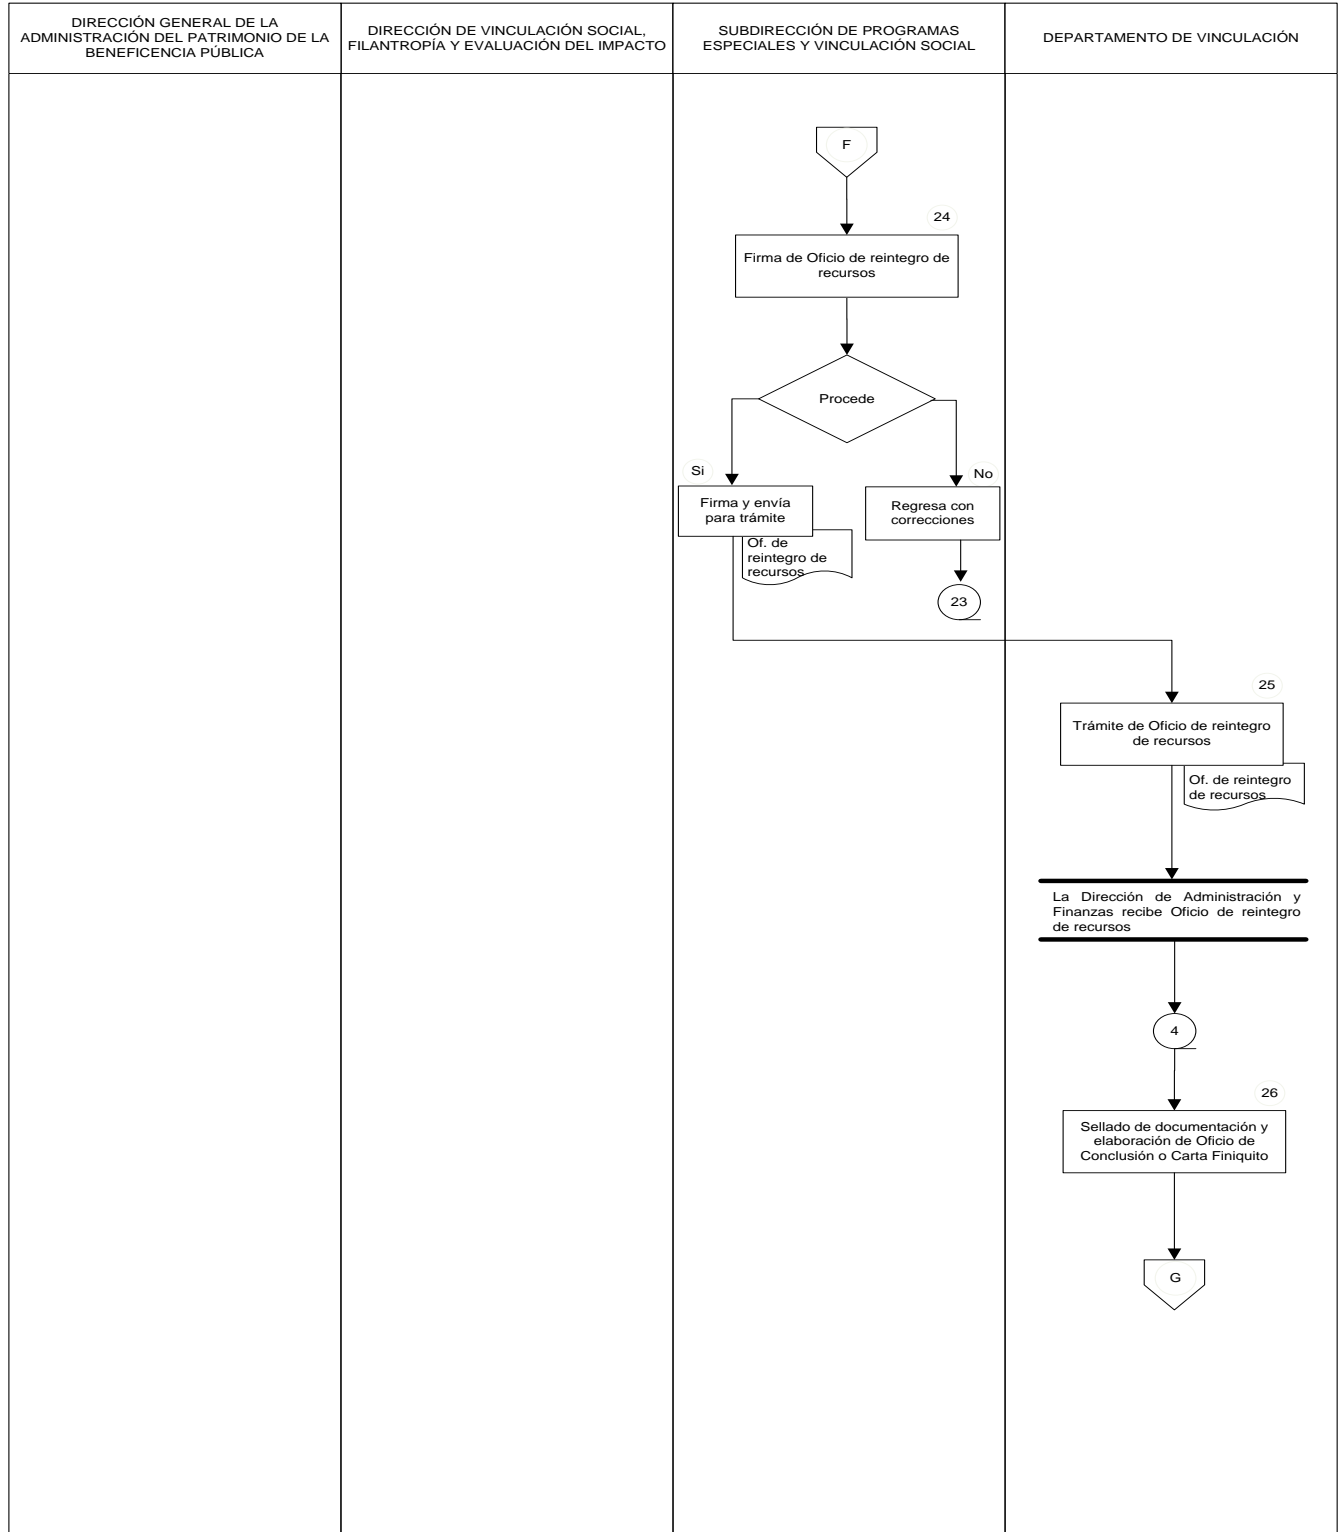 DIRECCIÓN GENERAL DE LA
ADMINISTRACIÓN DEL PATRIMONIO DE LA
BENEFICENCIA PÚBLICA
DIRECCIÓN DE VINCULACIÓN SOCIAL,
FILANTROPÍA Y EVALUACIÓN DEL IMPACTO
SUBDIRECCIÓN DE PROGRAMAS
ESPECIALES Y VINCULACIÓN SOCIAL
DEPARTAMENTO DE VINCULACIÓN
F
24
Firma de Oficio de reintegro de
recursos
Procede
Si
No
Firma y envía
para trámite
Of. de
reintegro de
recursos
Regresa con
correcciones
23
25
Trámite de Oficio de reintegro
de recursos
Of. de reintegro
de recursos
La Dirección de Administración y
Finanzas recibe Oficio de reintegro
de recursos
4
26
Sellado de documentación y
elaboración de Oficio de
Conclusión o Carta Finiquito
G